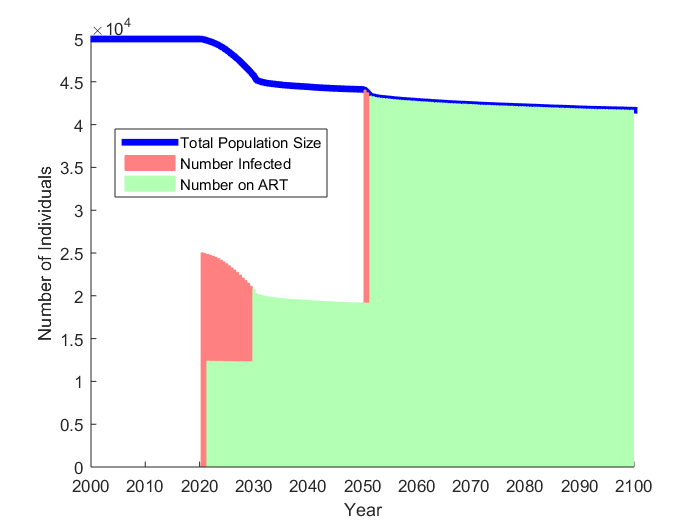 ×10⁴
5
4.5
4
3.5
3
2.5
2
1.5
1
0.5
0
Number of Individuals
Total Population Size
Number Infected
Number on ART
2000 2010 2020 2030 2040 2050 2060 2070 2080 2090 2100
Year